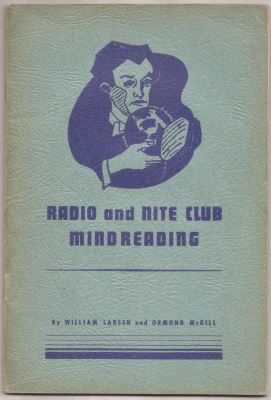 RADIO and NITE CLUB
MINDREADING
By WILLIAM LARSEN and ORMOND McGILL